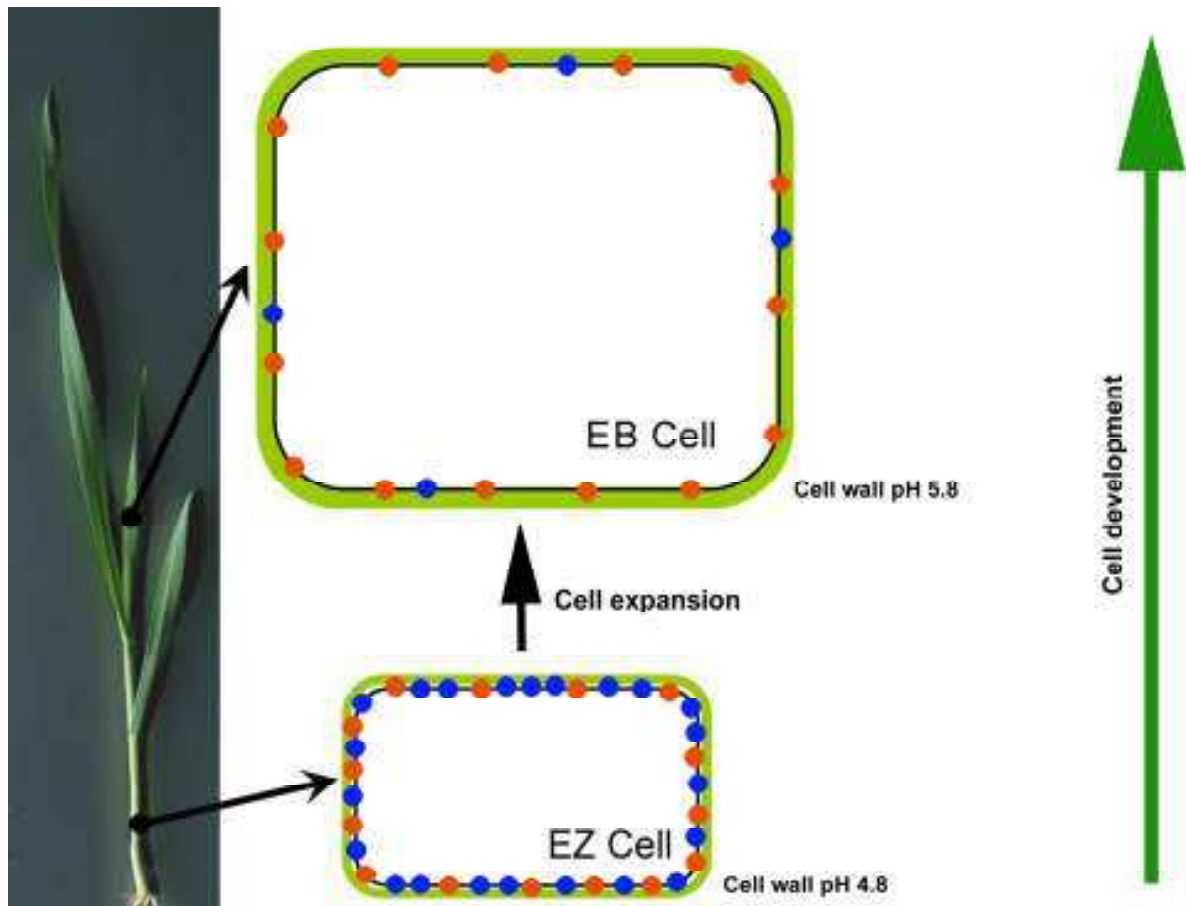 EB Cell
Cell wall pH 5.8
Cell expansion
Cell development
EZ Cell
Cell wall pH 4.8